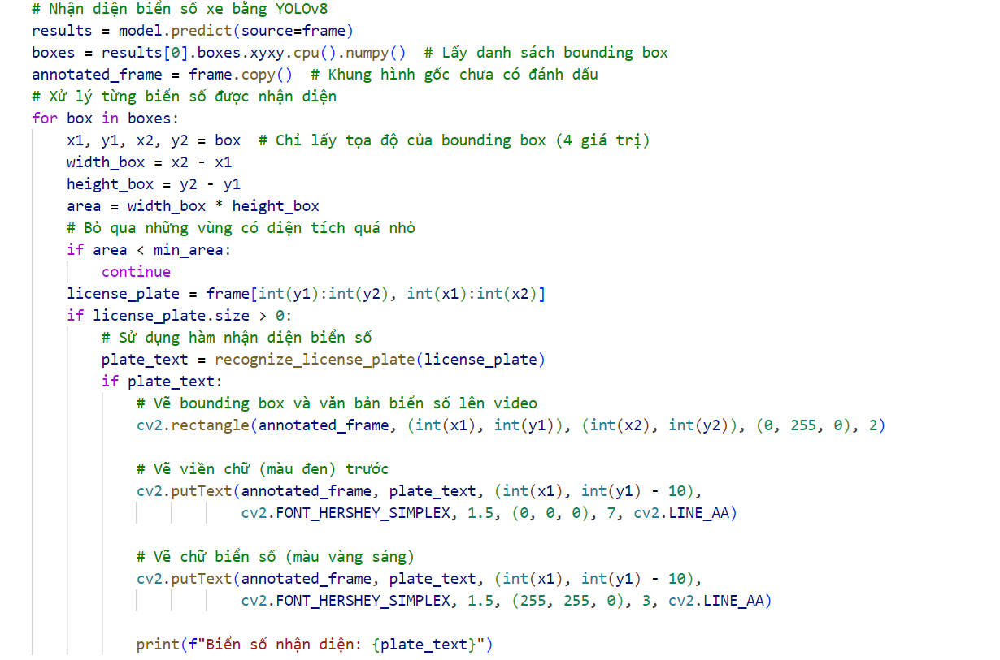 # Nhận diện biển số xe bằng YOLOv8
results = model.predict(source=frame)
boxes = results[0].boxes.xyxy.cpu().numpy()  # Lấy danh sách bounding box
annotated_frame = frame.copy()  # Khung hình gốc chưa có đánh dấu
# Xử lý từng biển số được nhận diện
for box in boxes:
    x1, y1, x2, y2 = box  # Chỉ lấy tọa độ của bounding box (4 giá trị)
    width_box = x2 - x1
    height_box = y2 - y1
    area = width_box * height_box
    # Bỏ qua những vùng có diện tích quá nhỏ
    if area < min_area:
        continue
    license_plate = frame[int(y1):int(y2), int(x1):int(x2)]
    if license_plate.size > 0:
        # Sử dụng hàm nhận diện biển số
        plate_text = recognize_license_plate(license_plate)
        if plate_text:
            # Vẽ bounding box và văn bản biển số lên video
            cv2.rectangle(annotated_frame, (int(x1), int(y1)), (int(x2), int(y2)), (0, 255, 0), 2)

            # Vẽ viền chữ (màu đen) trước
            cv2.putText(annotated_frame, plate_text, (int(x1), int(y1) - 10),
                        cv2.FONT_HERSHEY_SIMPLEX, 1.5, (0, 0, 0), 7, cv2.LINE_AA)

            # Vẽ chữ biển số (màu vàng sáng)
            cv2.putText(annotated_frame, plate_text, (int(x1), int(y1) - 10),
                        cv2.FONT_HERSHEY_SIMPLEX, 1.5, (255, 255, 0), 3, cv2.LINE_AA)

            print(f"Biển số nhận diện: {plate_text}")